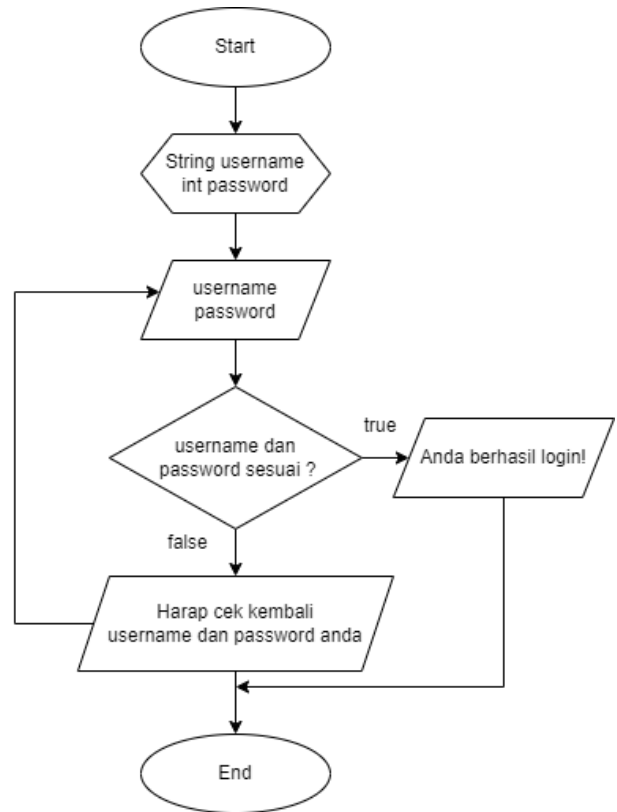 Start
String username
int password
username
password
username dan
password sesuai ?
true
Anda berhasil login!
false
Harap cek kembali
username dan password anda
End